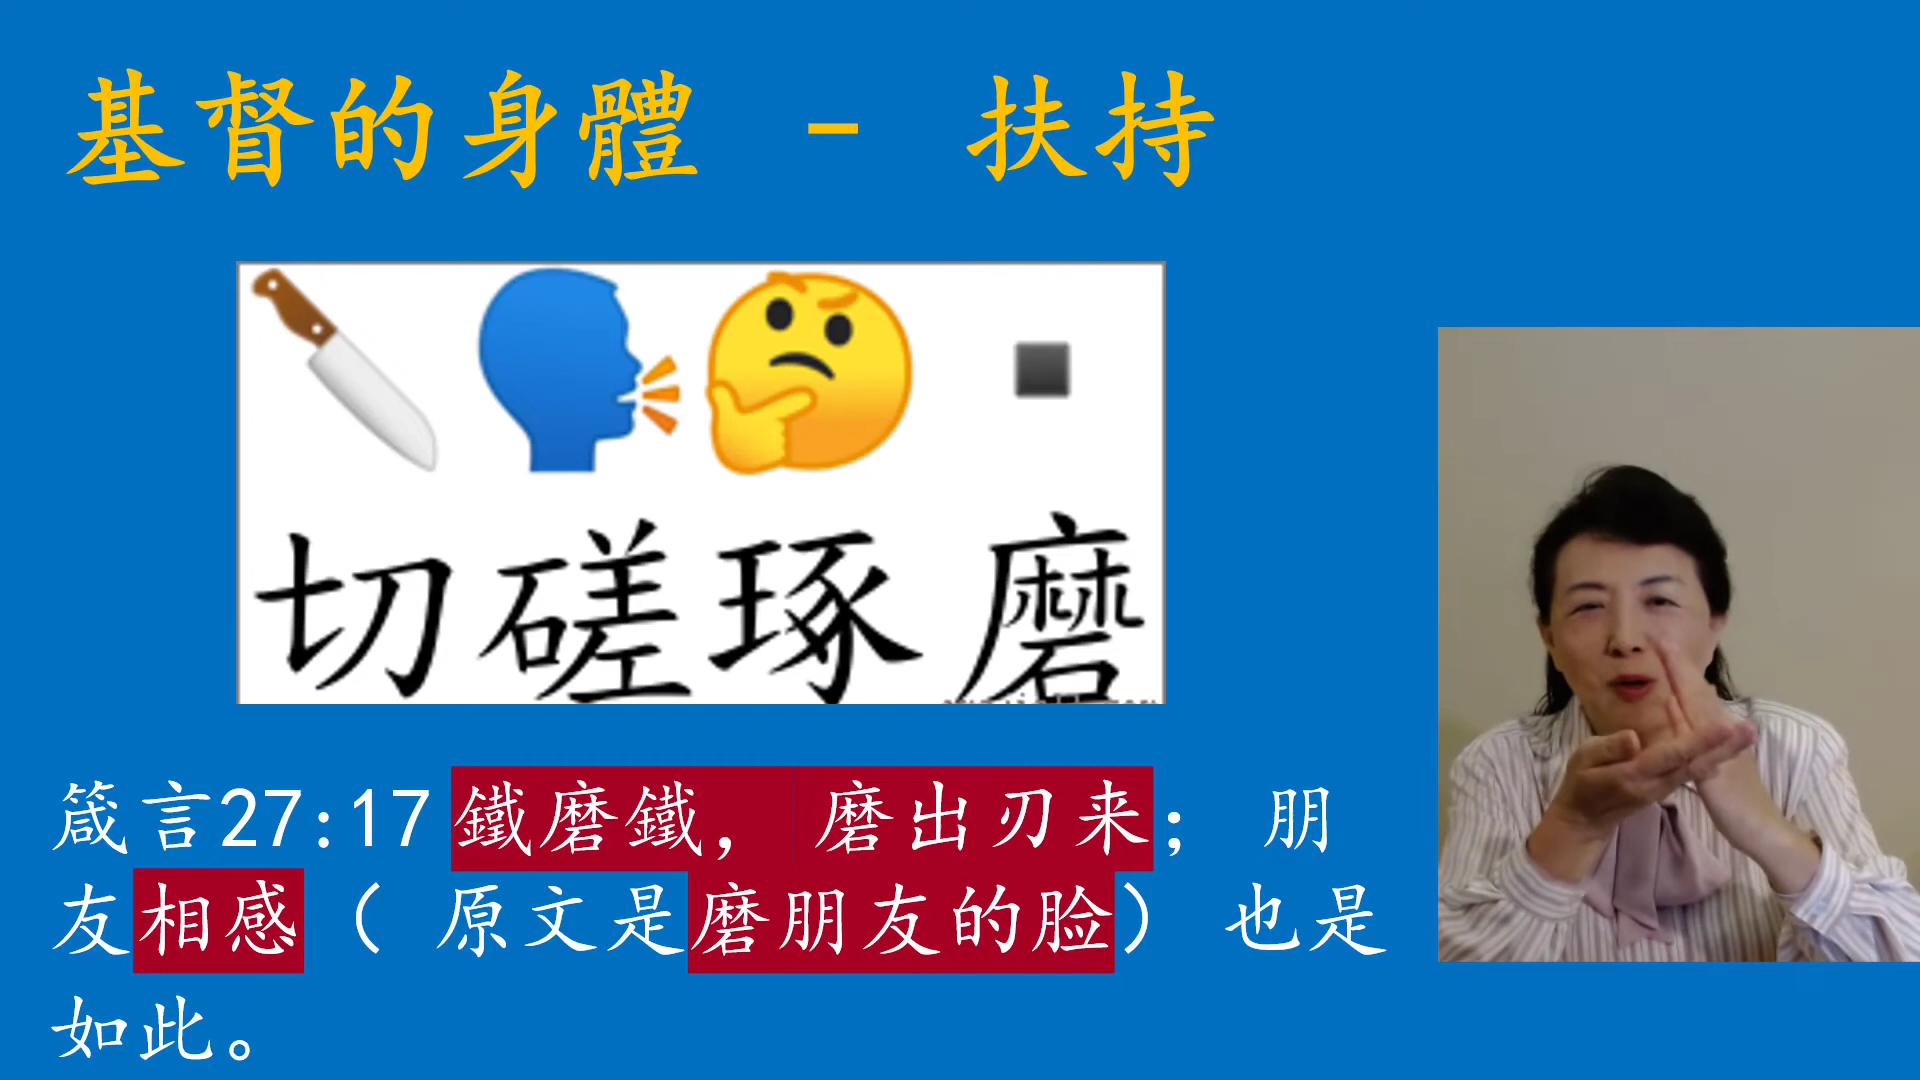 基督的身體 - 扶持
切磋琢磨
箴言27:17 鐵磨鐵， 磨出刃来； 朋
友相感（ 原文是磨朋友的脸） 也是
如此。